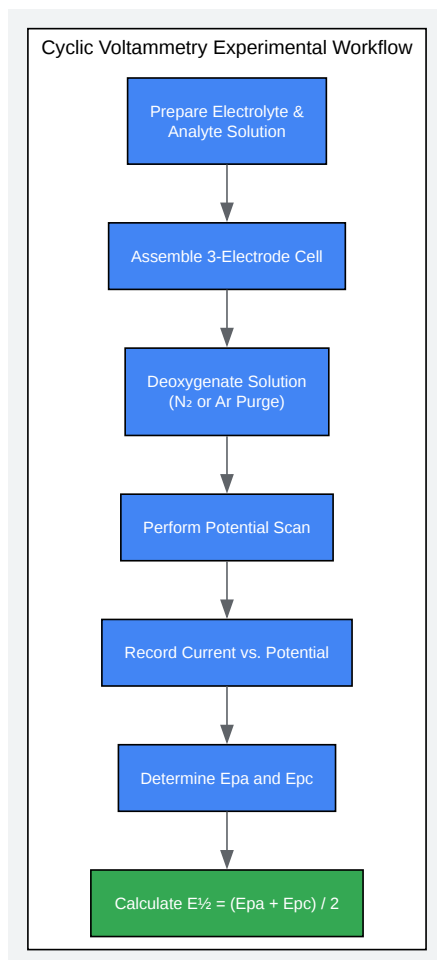 Cyclic Voltammetry Experimental Workflow
Prepare Electrolyte &
Analyte Solution
Assemble 3-Electrode Cell
Deoxygenate Solution
(N₂ or Ar Purge)
Perform Potential Scan
Record Current vs. Potential
Determine Epa and Epc
Calculate E½ = (Epa + Epc) / 2